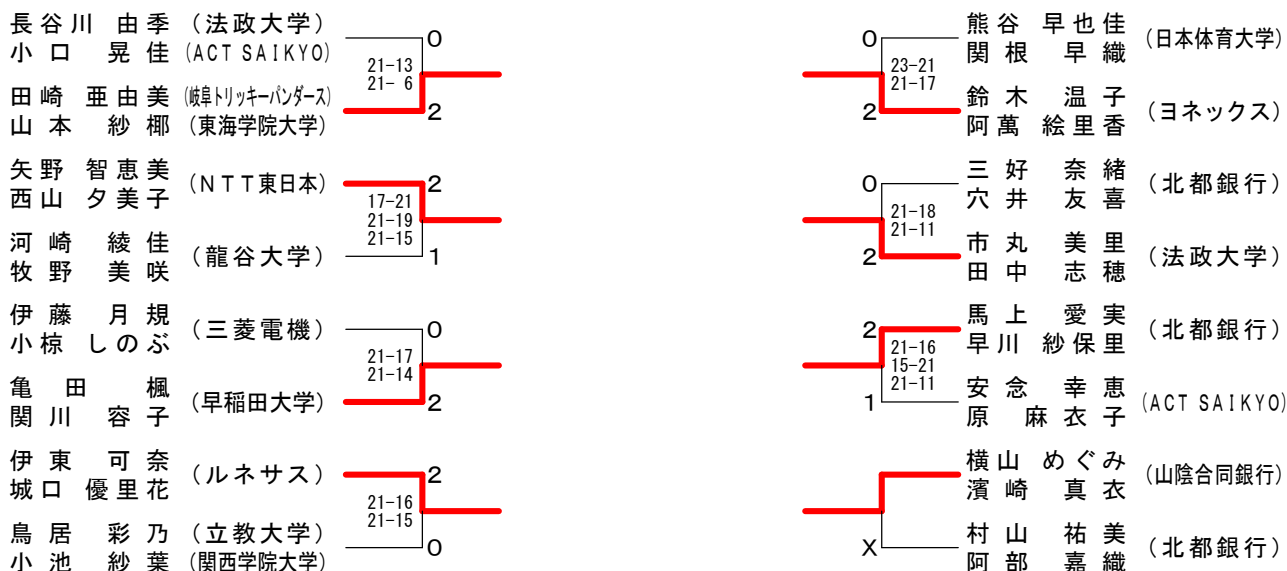 長谷川 由季 (法政大学)
小口 晃佳 (ACT SAIKYO)
0
21-13
21- 6
田崎 亜由美 (岐阜トリッキーパンダース)
山本 紗椰 (東海学院大学)
2
矢野 智恵美
西山 夕美子
(NTT東日本)
2
17-21
21-19
21-15
河崎 綾佳
牧野 美咲
(龍谷大学)
1
伊藤 月規
小椋 しのぶ
(三菱電機)
0
21-17
21-14
亀田 楓
関川 容子
(早稲田大学)
2
伊東 可奈
城口 優里花
(ルネサス)
2
21-16
21-15
鳥居 彩乃 (立教大学)
小池 紗葉 (関西学院大学)
0
熊谷 早也佳
関根 早織
(日本体育大学)
0
23-21
21-17
鈴木 温子
阿萬 絵里香
(ヨネックス)
2
三好 奈緒
穴井 友喜
(北都銀行)
0
21-18
21-11
市丸 美里
田中 志穂
(法政大学)
2
馬上 愛実
早川 紗保里
(北都銀行)
2
21-16
15-21
21-11
安念 幸恵
原 麻衣子
(ACT SAIKYO)
1
横山 めぐみ
濱崎 真衣
(山陰合同銀行)
村山 祐美
阿部 嘉織
(北都銀行)
X